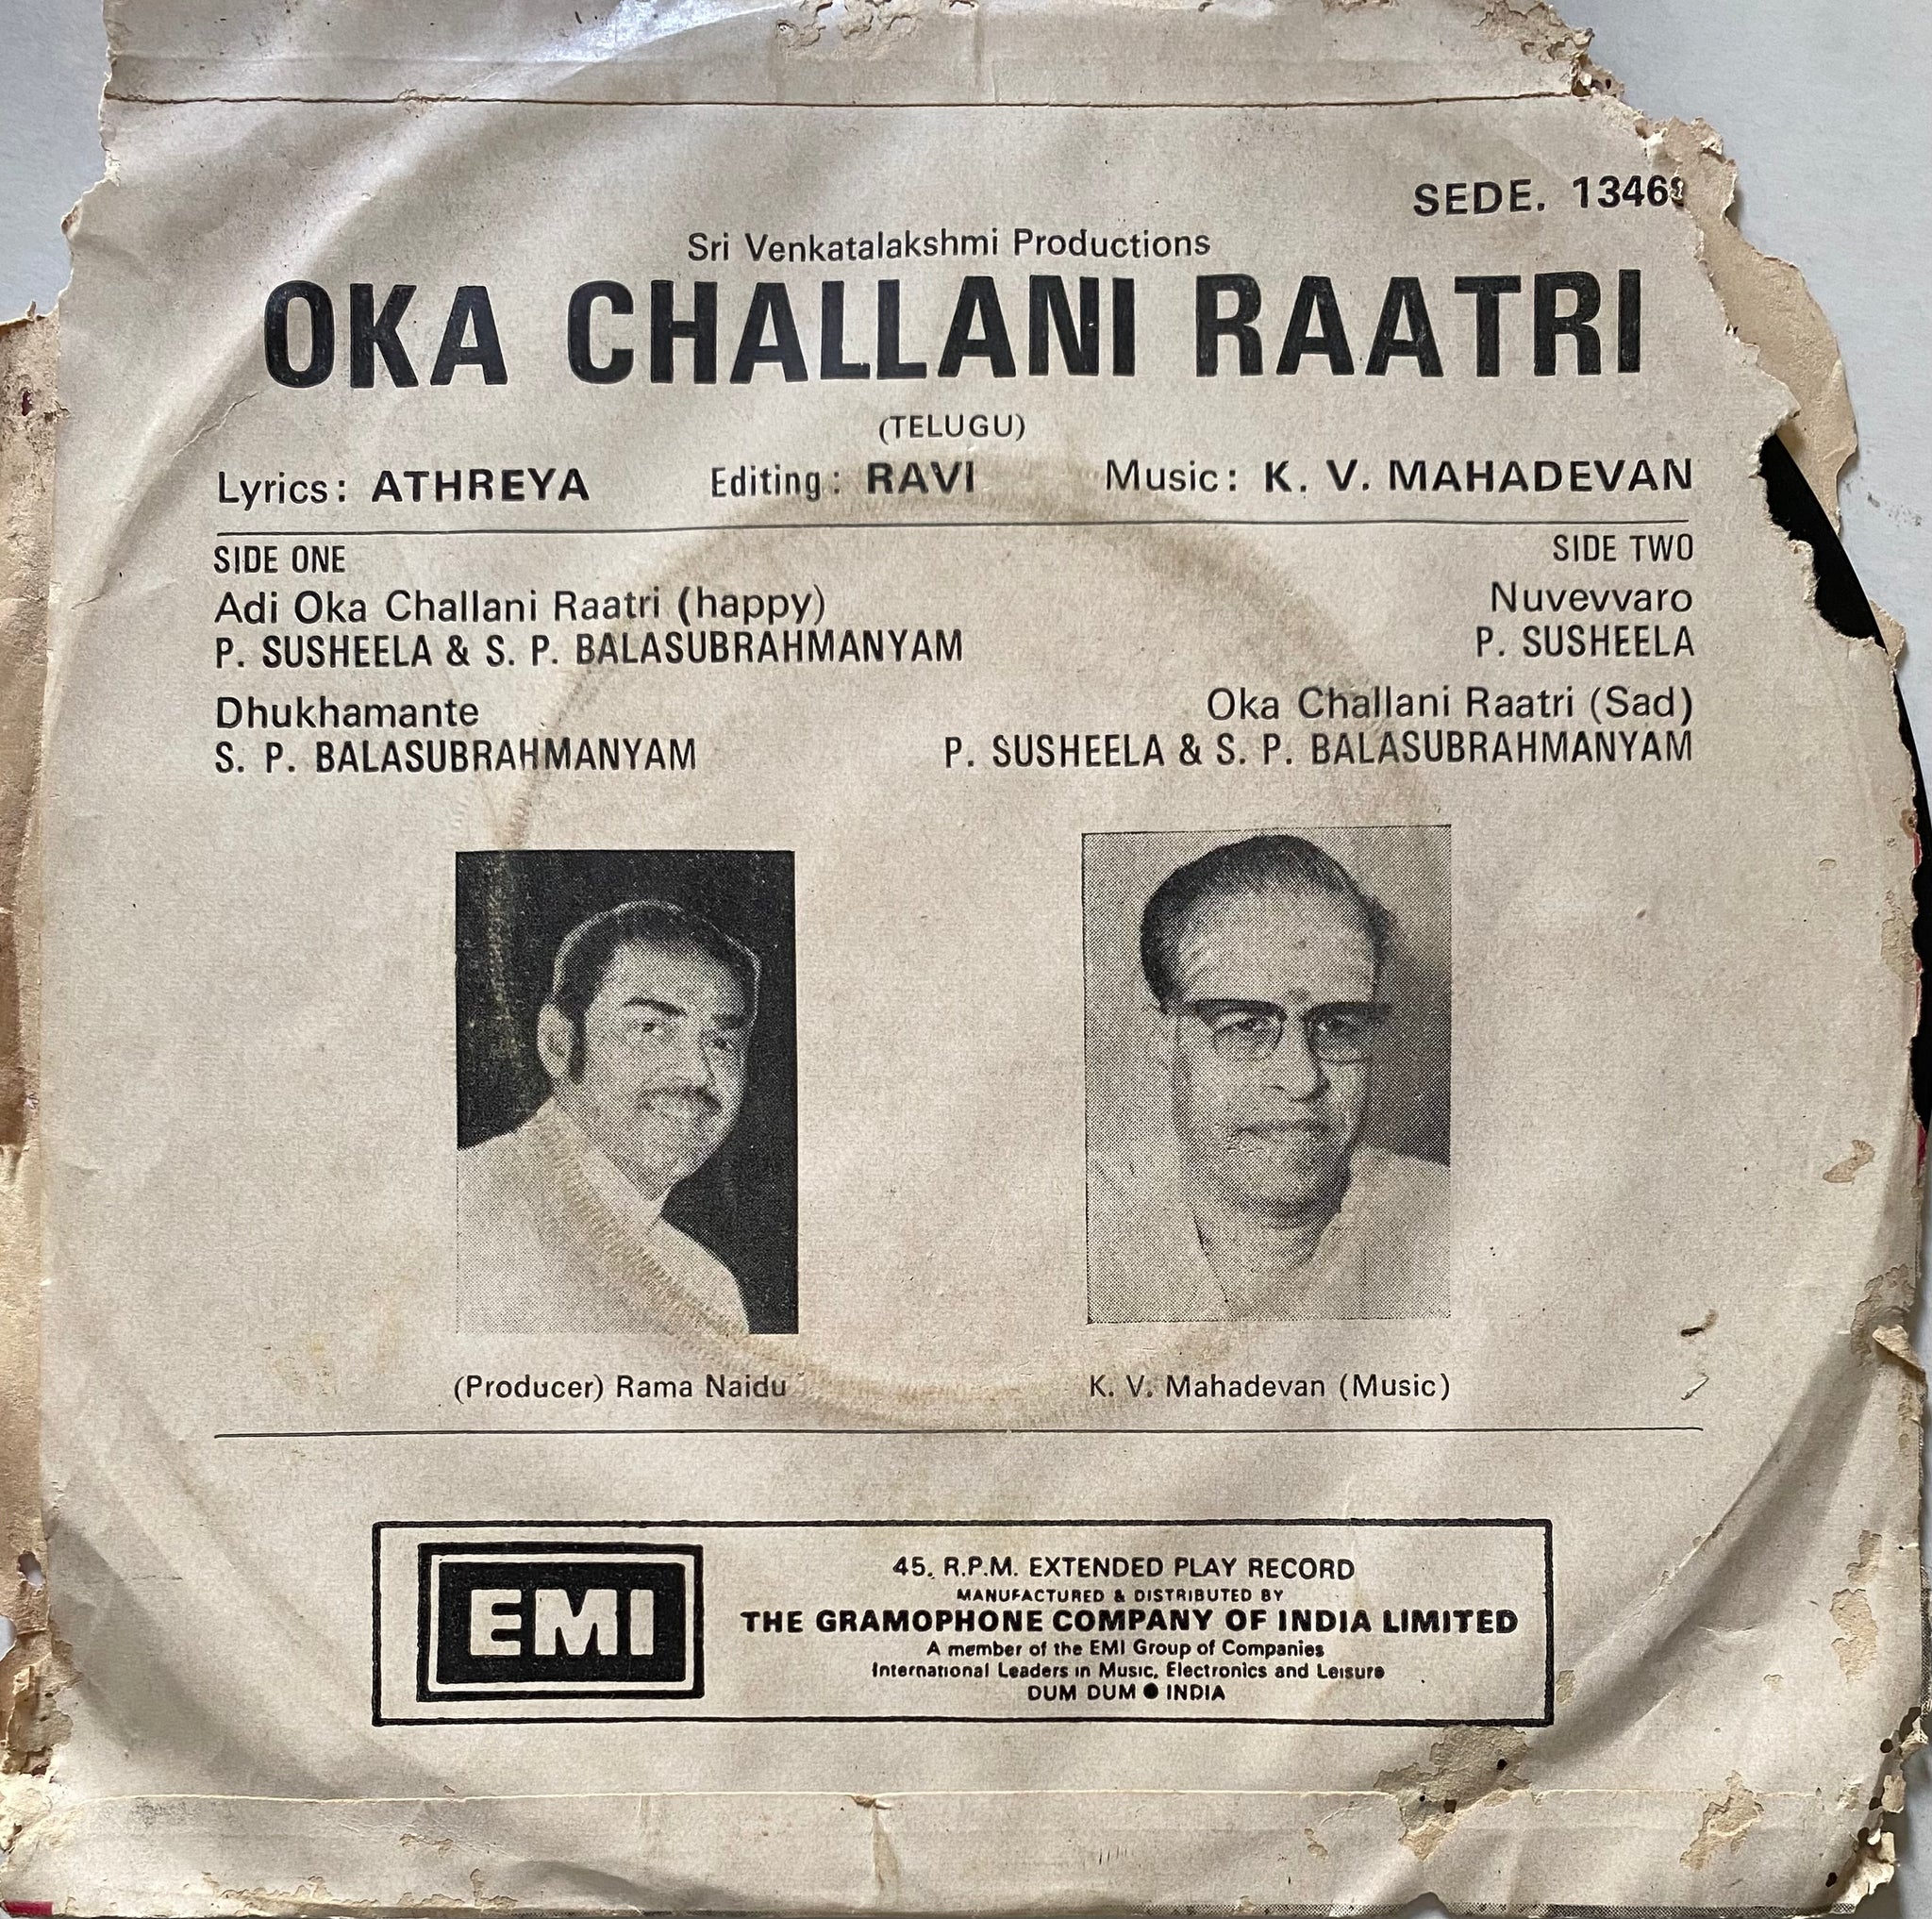 SEDE. 13469
Sri Venkatalakshmi Productions
OKA CHALLANI RAATRI
(TELUGU)
Lyrics: ATHREYA Editing: RAVI Music: K. V. MAHADEVAN
SIDE ONE
Adi Oka Challani Raatri (happy)
P. SUSHEELA & S. P. BALASUBRAHMANYAM
Dhukhamante
S. P. BALASUBRAHMANYAM
SIDE TWO
Nuvevvaro
P. SUSHEELA
Oka Challani Raatri (Sad)
P. SUSHEELA & S. P. BALASUBRAHMANYAM
(Producer) Rama Naidu
K. V. Mahadevan (Music)
EMI
45. R.P.M. EXTENDED PLAY RECORD
MANUFACTURED & DISTRIBUTED BY
THE GRAMOPHONE COMPANY OF INDIA LIMITED
A member of the EMI Group of Companies
International Leaders in Music, Electronics and Leisure
DUM DUM ● INDIA